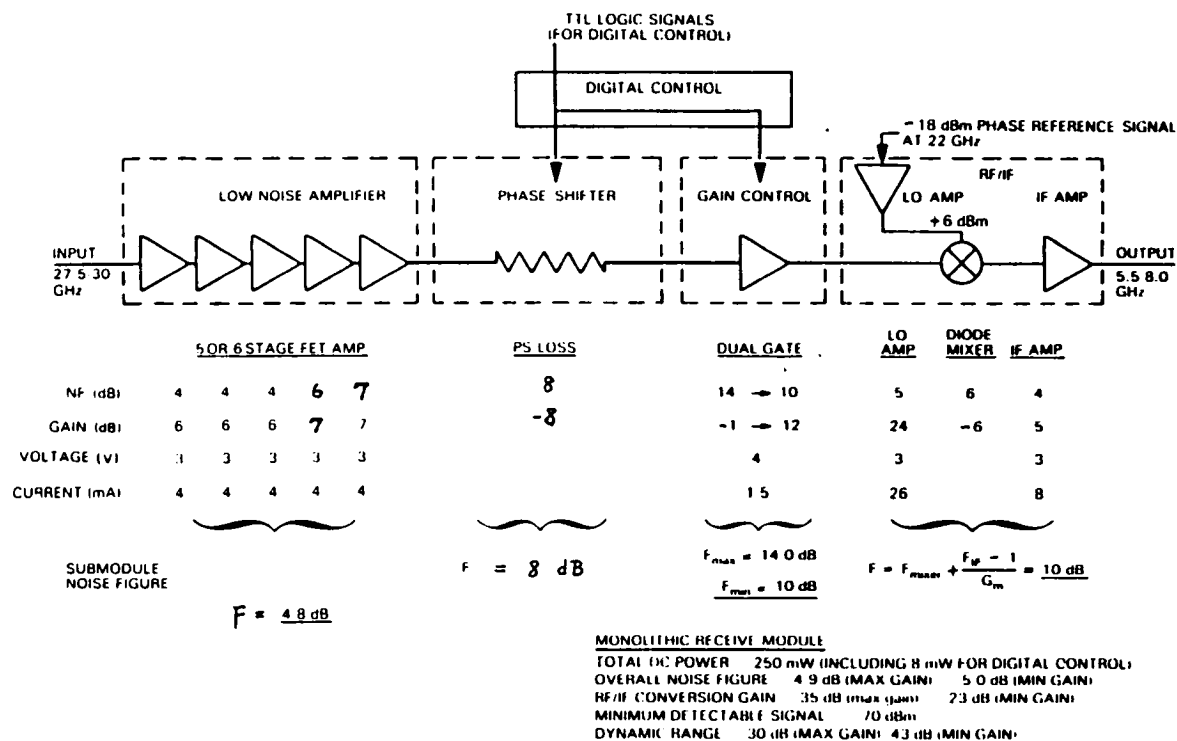 TTL LOGIC SIGNALS
(FOR DIGITAL CONTROL)
DIGITAL CONTROL
-18 dBm PHASE REFERENCE SIGNAL
AT 22 GHz
RF/IF
LOW NOISE AMPLIFIER
PHASE SHIFTER
GAIN CONTROL
LO AMP
IF AMP
+6 dBm
INPUT
27 5 30
GHz
OUTPUT
5.5 8.0
GHz
5 OR 6 STAGE FET AMP
PS LOSS
DUAL GATE
LO
AMP
DIODE
MIXER
IF AMP
NF (dB) 4 4 4 6 7 8 14 → 10 5 6 4
GAIN (dB) 6 6 6 7 7 -8 -1 → 12 24 -6 5
VOLTAGE (V) 3 3 3 3 3 4 3 3
CURRENT (mA) 4 4 4 4 4 1 5 26 8
SUBMODULE
NOISE FIGURE
F = 4 8 dB
F = 8 dB
Fmax = 14 0 dB
Fmin = 10 dB
F = Fmixer + (FIF - 1)/Gm = 10 dB
MONOLITHIC RECEIVE MODULE
TOTAL DC POWER 250 mW (INCLUDING 8 mW FOR DIGITAL CONTROL)
OVERALL NOISE FIGURE 4 9 dB (MAX GAIN) 5 0 dB (MIN GAIN)
RF/IF CONVERSION GAIN 35 dB (max gain) 23 dB (MIN GAIN)
MINIMUM DETECTABLE SIGNAL 70 dBm
DYNAMIC RANGE 30 dB (MAX GAIN) 43 dB (MIN GAIN)